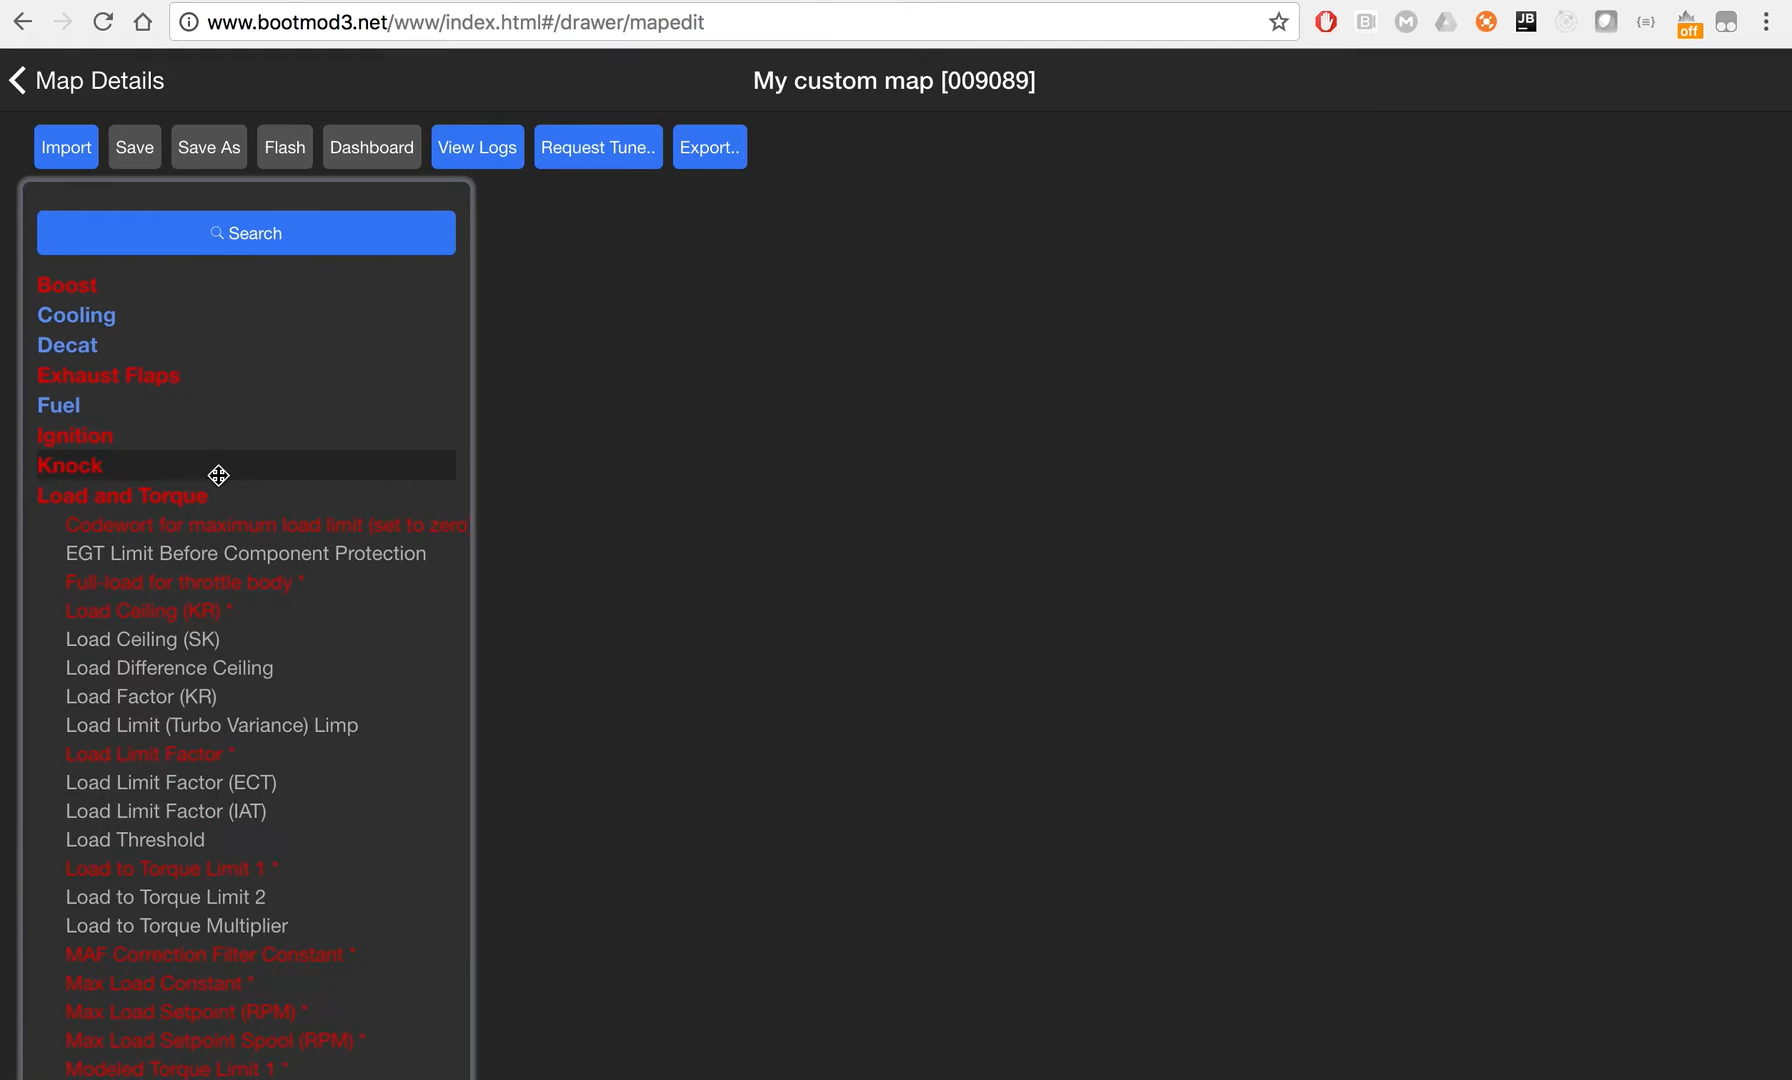 www.bootmod3.net/www/index.html#/drawer/mapedit
JB
off
Map Details
My custom map [009089]
Import
Save
Save As
Flash
Dashboard
View Logs
Request Tune..
Export..
Search
Boost
Cooling
Decat
Exhaust Flaps
Fuel
Ignition
Knock
Load and Torque
Codewort for maximum load limit (set to zero
EGT Limit Before Component Protection
Full-load for throttle body *
Load Ceiling (KR) *
Load Ceiling (SK)
Load Difference Ceiling
Load Factor (KR)
Load Limit (Turbo Variance) Limp
Load Limit Factor *
Load Limit Factor (ECT)
Load Limit Factor (IAT)
Load Threshold
Load to Torque Limit 1 *
Load to Torque Limit 2
Load to Torque Multiplier
MAF Correction Filter Constant *
Max Load Constant *
Max Load Setpoint (RPM) *
Max Load Setpoint Spool (RPM) *
Modeled Torque Limit 1 *